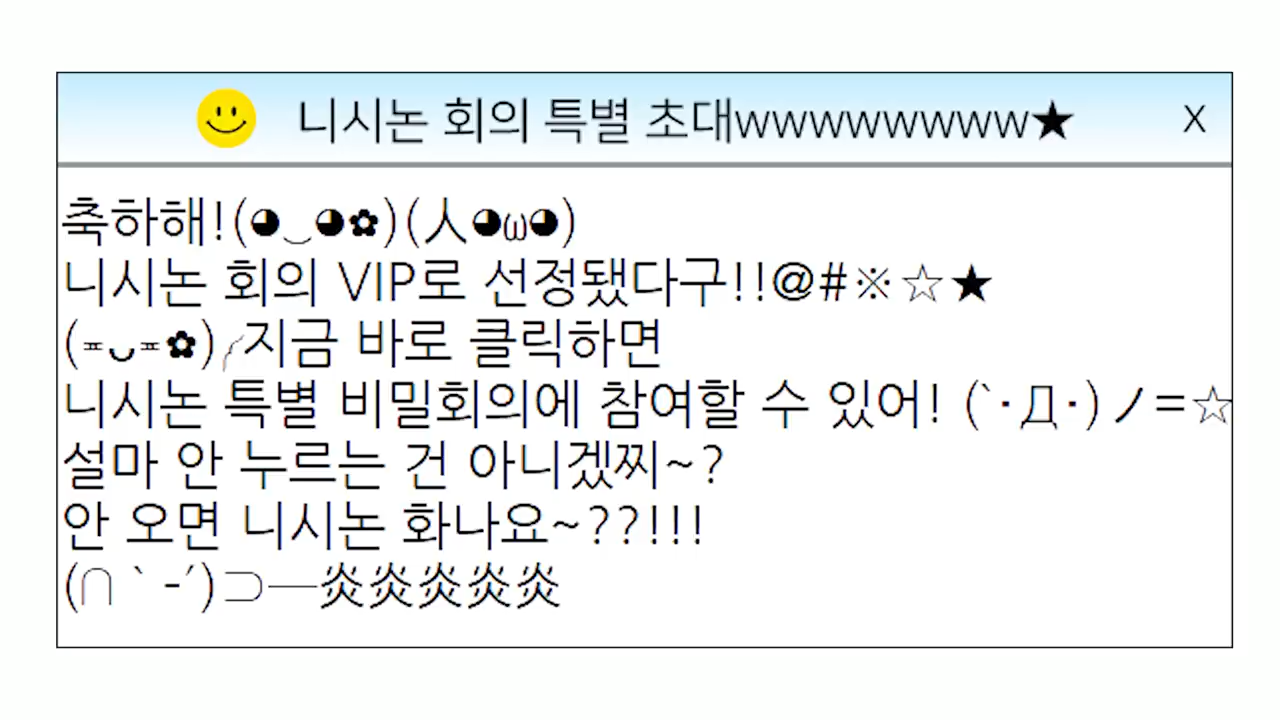 니시논 회의 특별 초대wwwwwwww★
X
축하해!(◕‿◕✿)(人◕ω◕)
니시논 회의 VIP로 선정됐다구!!@#※☆★
(≖ᴗ≖✿)╭지금 바로 클릭하면
니시논 특별 비밀회의에 참여할 수 있어! (`･Д･)ノ=☆
설마 안 누르는 건 아니겠찌~?
안 오면 니시논 화나요~??!!!
(∩｀-´)⊃━炎炎炎炎炎